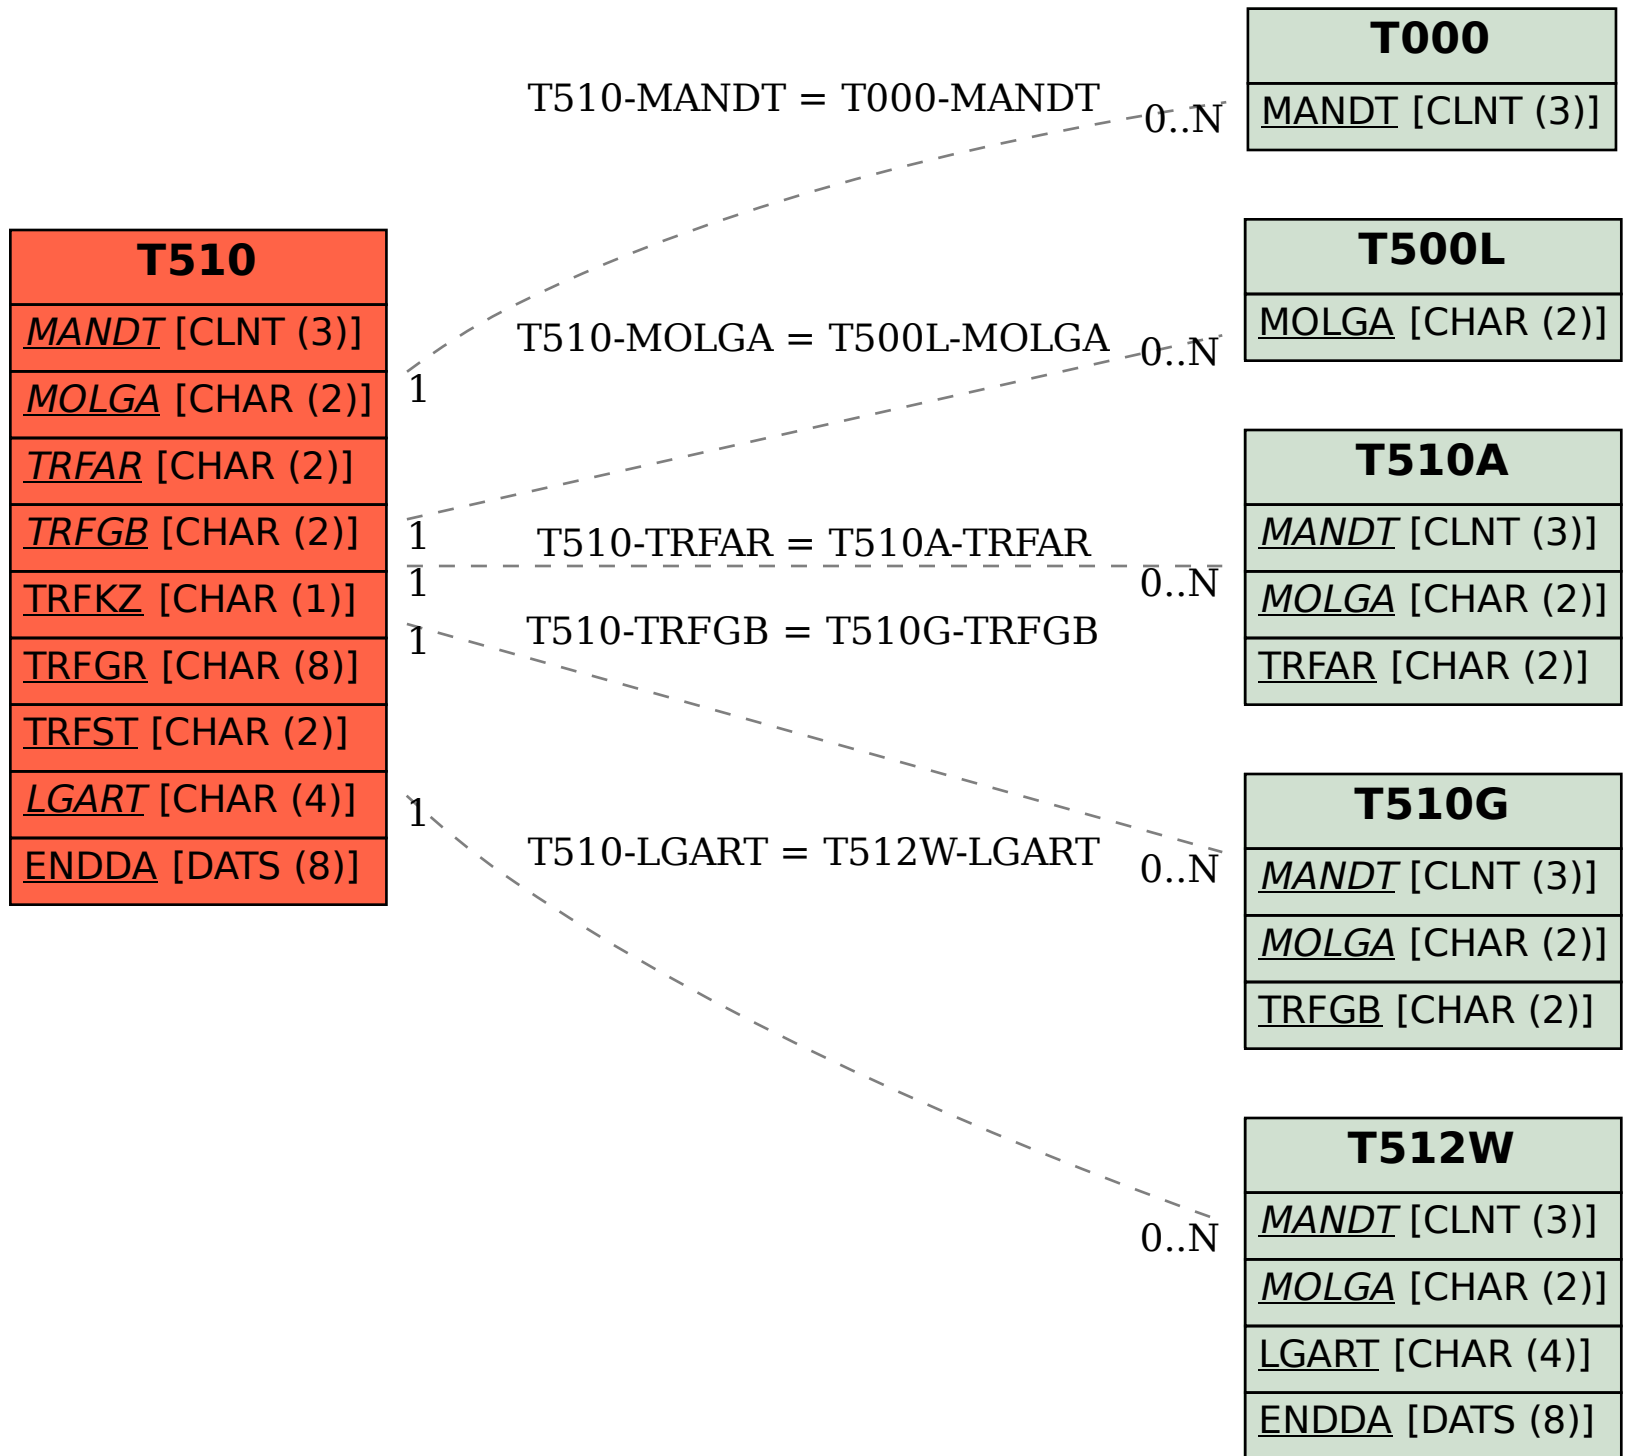 T510
MANDT [CLNT (3)]
MOLGA [CHAR (2)]
TRFAR [CHAR (2)]
TRFGB [CHAR (2)]
TRFKZ [CHAR (1)]
TRFGR [CHAR (8)]
TRFST [CHAR (2)]
LGART [CHAR (4)]
ENDDA [DATS (8)]
T510-MANDT = T000-MANDT
0..N
1
T510-MOLGA = T500L-MOLGA
0..N
1
T510-TRFAR = T510A-TRFAR
1
0..N
T510-TRFGB = T510G-TRFGB
1
0..N
T510-LGART = T512W-LGART
1
0..N
T000
MANDT [CLNT (3)]
T500L
MOLGA [CHAR (2)]
T510A
MANDT [CLNT (3)]
MOLGA [CHAR (2)]
TRFAR [CHAR (2)]
T510G
MANDT [CLNT (3)]
MOLGA [CHAR (2)]
TRFGB [CHAR (2)]
T512W
MANDT [CLNT (3)]
MOLGA [CHAR (2)]
LGART [CHAR (4)]
ENDDA [DATS (8)]